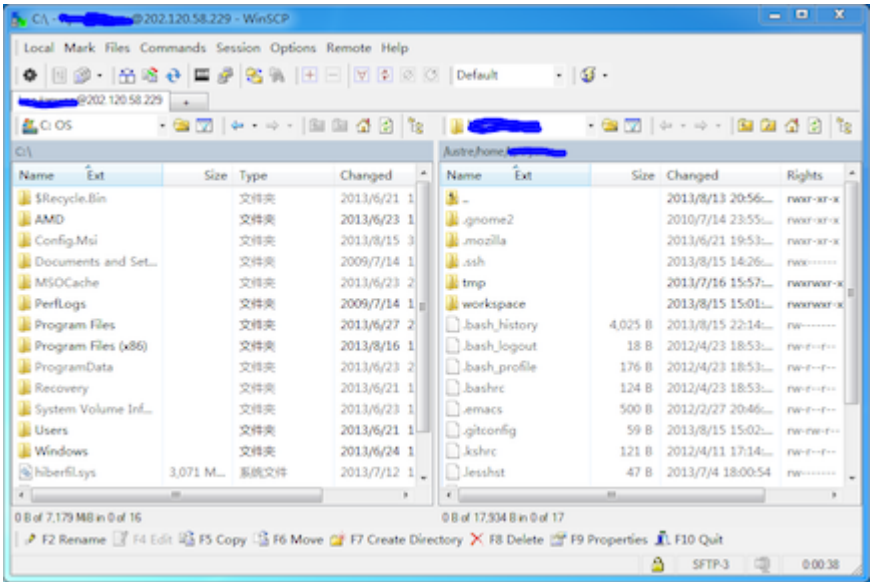 C:\ - @202.120.58.229 - WinSCP
Local Mark Files Commands Session Options Remote Help
Default
@202.120.58.229
C: OS
C:\ /lustre/home/
Name Ext Size Type Changed Name Ext Size Changed Rights
$Recycle.Bin 文件夹 2013/6/21 1 .. 2013/8/13 20:56:... rwxr-xr-x
AMD 文件夹 2013/6/23 1 .gnome2 2010/7/14 23:55:... rwxr-xr-x
Config.Msi 文件夹 2013/8/15 3 .mozilla 2013/6/21 19:53:... rwxr-xr-x
Documents and Set... 文件夹 2009/7/14 1 .ssh 2013/8/15 14:26:... rwx------
MSOCache 文件夹 2013/6/23 2 tmp 2013/7/16 15:57:... rwxrwxr-x
PerfLogs 文件夹 2009/7/14 1 workspace 2013/8/15 15:01:... rwxrwxr-x
Program Files 文件夹 2013/6/27 2 .bash_history 4,025 B 2013/8/15 22:14:... rw-------
Program Files (x86) 文件夹 2013/8/16 1 .bash_logout 18 B 2012/4/23 18:53:... rw-r--r--
ProgramData 文件夹 2013/6/23 2 .bash_profile 176 B 2012/4/23 18:53:... rw-r--r--
Recovery 文件夹 2013/6/21 1 .bashrc 124 B 2012/4/23 18:53:... rw-r--r--
System Volume Inf... 文件夹 2013/6/23 1 .emacs 500 B 2012/2/27 20:46:... rw-r--r--
Users 文件夹 2013/6/21 1 .gitconfig 59 B 2013/8/15 15:02:... rw-rw-r--
Windows 文件夹 2013/6/24 1 .kshrc 121 B 2012/4/11 17:14:... rw-r--r--
hiberfil.sys 3,071 M... 系统文件 2013/7/12 1 .lesshst 47 B 2013/7/4 18:00:54 rw-------
0 B of 7,179 MiB in 0 of 16 0 B of 17,934 B in 0 of 17
F2 Rename F4 Edit F5 Copy F6 Move F7 Create Directory F8 Delete F9 Properties F10 Quit
SFTP-3 0:00:38